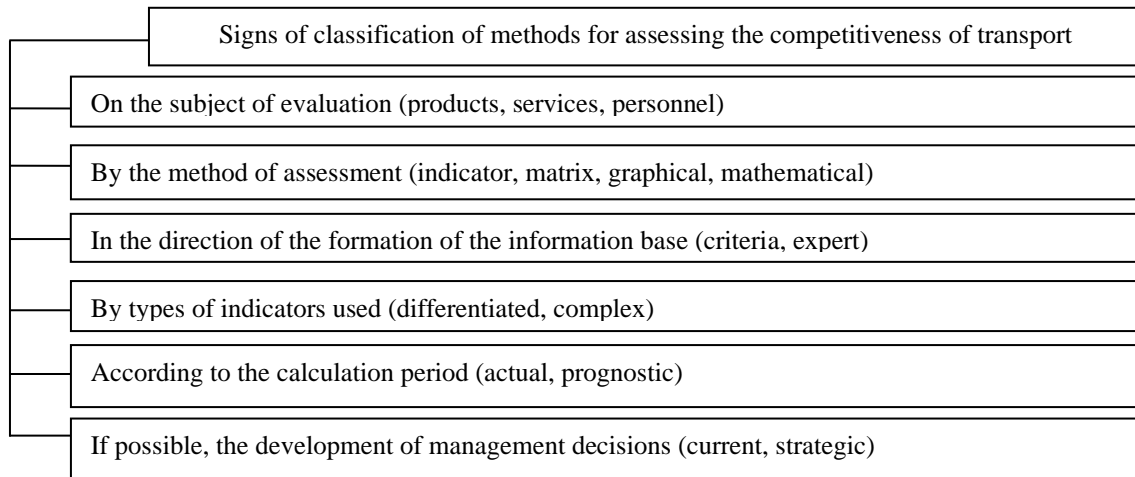 Signs of classification of methods for assessing the competitiveness of transport
On the subject of evaluation (products, services, personnel)
By the method of assessment (indicator, matrix, graphical, mathematical)
In the direction of the formation of the information base (criteria, expert)
By types of indicators used (differentiated, complex)
According to the calculation period (actual, prognostic)
If possible, the development of management decisions (current, strategic)